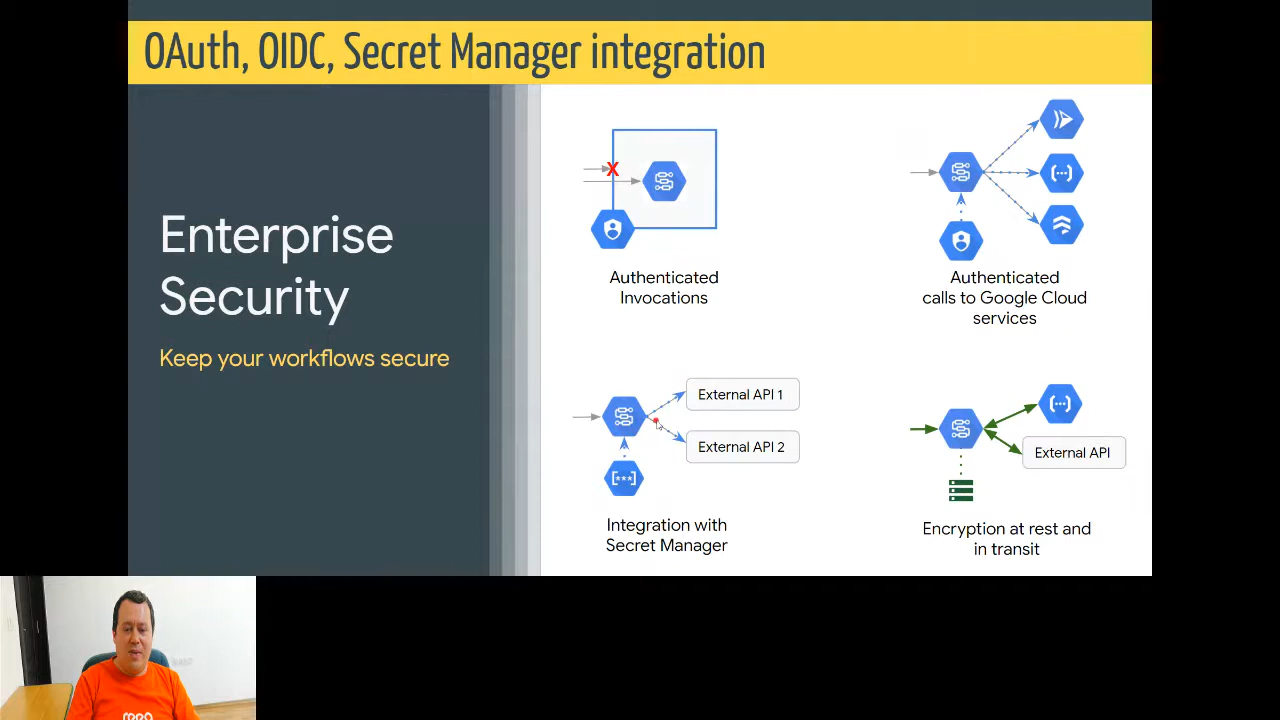 OAuth, OIDC, Secret Manager integration
Enterprise
Security
Keep your workflows secure
X
Authenticated
Invocations
Authenticated
calls to Google Cloud
services
External API 1
External API 2
[***]
Integration with
Secret Manager
External API
Encryption at rest and
in transit